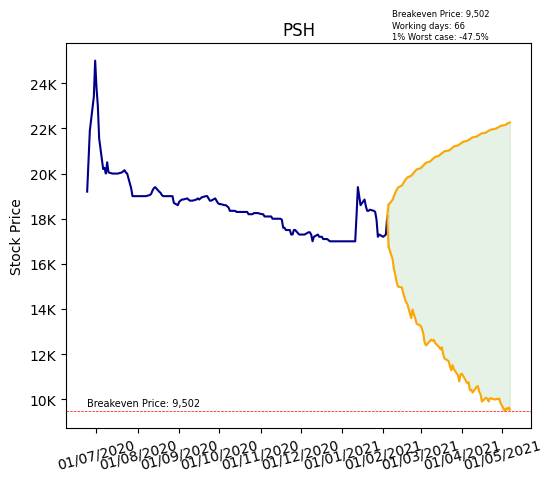 Breakeven Price: 9,502
Working days: 66
1% Worst case: -47.5%
PSH
Stock Price
24K
22K
20K
18K
16K
14K
12K
10K
Breakeven Price: 9,502
01/07/2020
01/08/2020
01/09/2020
01/10/2020
01/11/2020
01/12/2020
01/01/2021
01/02/2021
01/03/2021
01/04/2021
01/05/2021